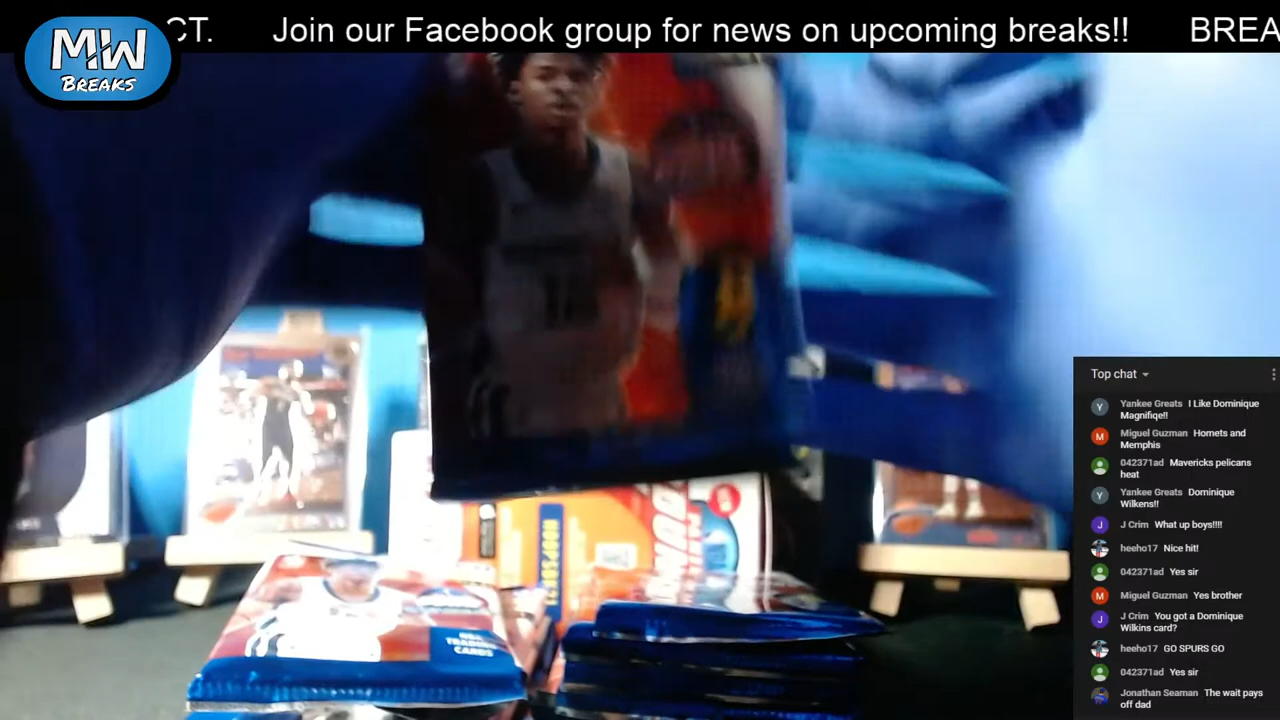 CT.	Join our Facebook group for news on upcoming breaks!!	BREA
MW
BREAKS
NBA
TRADING
CARDS
Top chat
Yankee Greats I Like Dominique
Magnifiqe!!
Miguel Guzman Hornets and
Memphis
042371ad Mavericks pelicans
heat
Yankee Greats Dominique
Wilkens!!
J Crim What up boys!!!!
heeho17 Nice hit!
042371ad Yes sir
Miguel Guzman Yes brother
J Crim You got a Dominique
Wilkins card?
heeho17 GO SPURS GO
042371ad Yes sir
Jonathan Seaman The wait pays
off dad